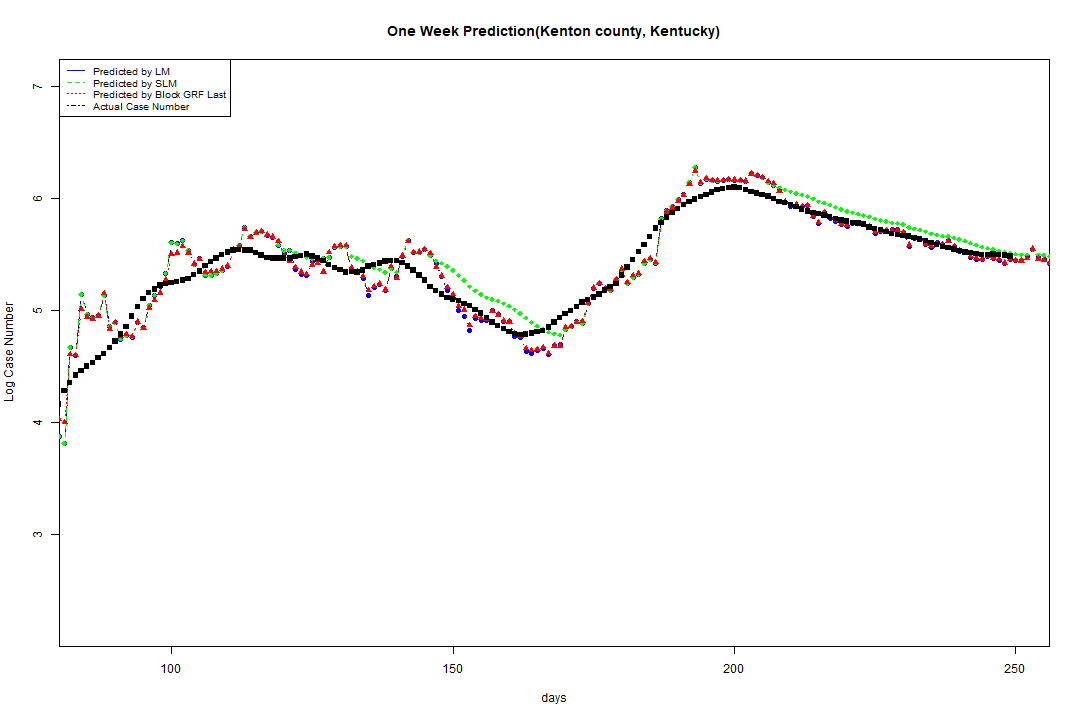 One Week Prediction(Kenton county, Kentucky)
Predicted by LM
Predicted by SLM
Predicted by Block GRF Last
Actual Case Number
7
6
5
4
3
Log Case Number
100 150 200 250
days